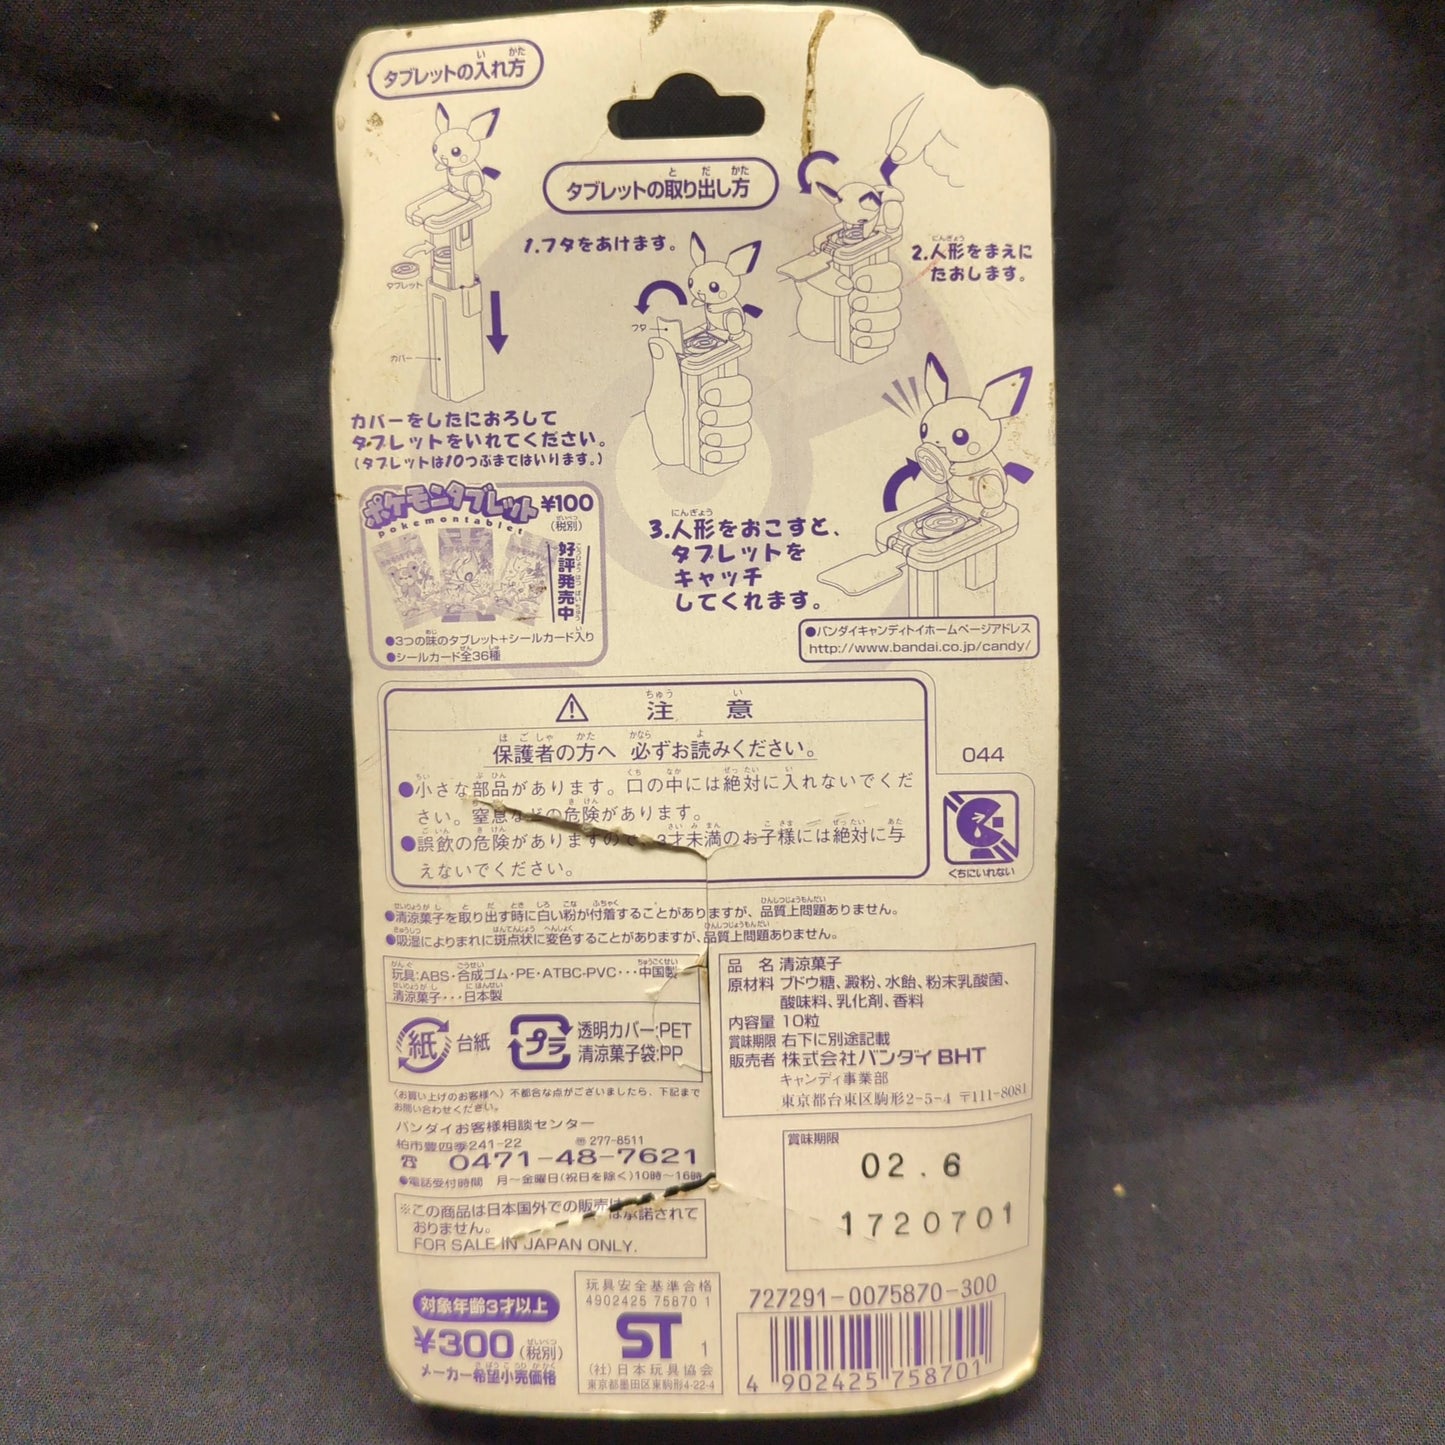 タブレットの入れ方
タブレット
カバー
カバーをしたにおろして
タブレットをいれてください。
(タブレットは10つぶまではいります。)
タブレットの取り出し方
1.フタをあけます。
フタ
2.人形をまえに
たおします。
3.人形をおこすと、
タブレットを
キャッチ
してくれます。
ポケモンタブレット ¥100
pokemontablet (税別)
好評発売中
●3つの味のタブレット+シールカード入り
●シールカード全36種
●バンダイキャンディトイホームページアドレス
http://www.bandai.co.jp/candy/
⚠ 注意
保護者の方へ 必ずお読みください。
●小さな部品があります。口の中には絶対に入れないでくだ
さい。窒息などの危険があります。
●誤飲の危険がありますので、3才未満のお子様には絶対に与
えないでください。
044
くちにいれない
●清涼菓子を取り出す時に白い粉が付着することがありますが、品質上問題ありません。
●吸湿によりまれに斑点状に変色することがありますが、品質上問題ありません。
玩具:ABS・合成ゴム・PE・ATBC-PVC・・・中国製
清涼菓子・・・日本製
紙 台紙
プラ 透明カバー:PET
清涼菓子袋:PP
〈お買い上げのお客様へ〉不都合な点がございましたら、下記まで
お問い合わせください。
バンダイお客様相談センター
柏市豊四季241-22 〠277-8511
☎ 0471-48-7621
●電話受付時間 月〜金曜日(祝日を除く)10時〜16時
※この商品は日本国外での販売は承諾されて
おりません。
FOR SALE IN JAPAN ONLY.
品名 清涼菓子
原材料 ブドウ糖、澱粉、水飴、粉末乳酸菌、
酸味料、乳化剤、香料
内容量 10粒
賞味期限 右下に別途記載
販売者 株式会社バンダイ BHT
キャンディ事業部
東京都台東区駒形2-5-4 〒111-8081
賞味期限
02.6
1720701
対象年齢3才以上
¥300(税別)
メーカー希望小売価格
玩具安全基準合格
4902425 75870 1
ST 1
(社)日本玩具協会
東京都墨田区東駒形4-22-4
727291-0075870-300
4 902425 758701